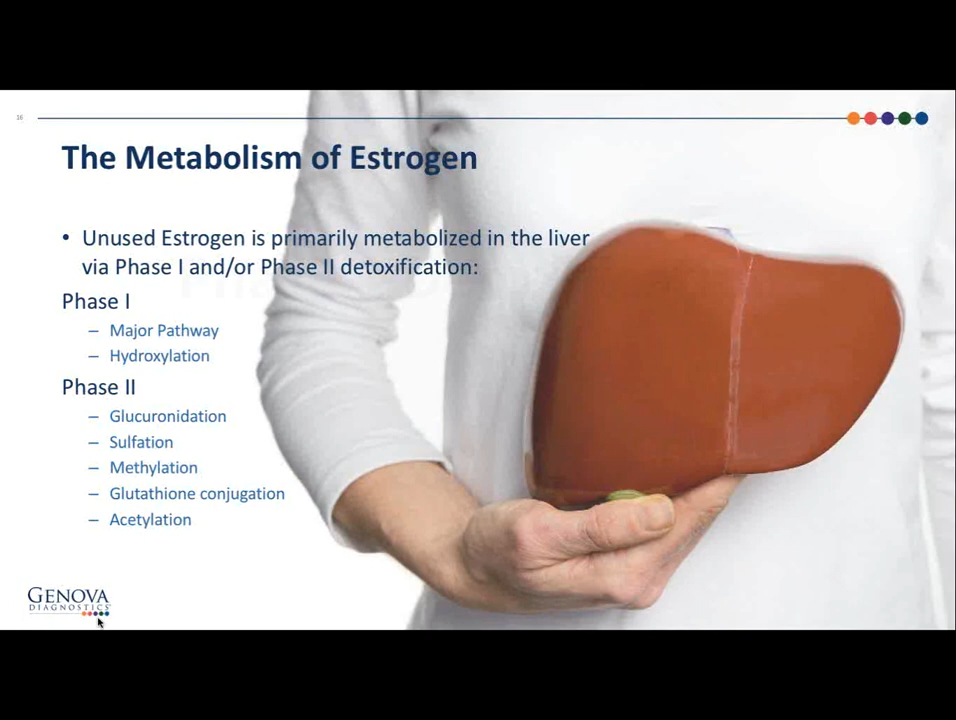 16
The Metabolism of Estrogen
• Unused Estrogen is primarily metabolized in the liver
via Phase I and/or Phase II detoxification:
Phase I
– Major Pathway
– Hydroxylation
Phase II
– Glucuronidation
– Sulfation
– Methylation
– Glutathione conjugation
– Acetylation
GENOVA
DIAGNOSTICS